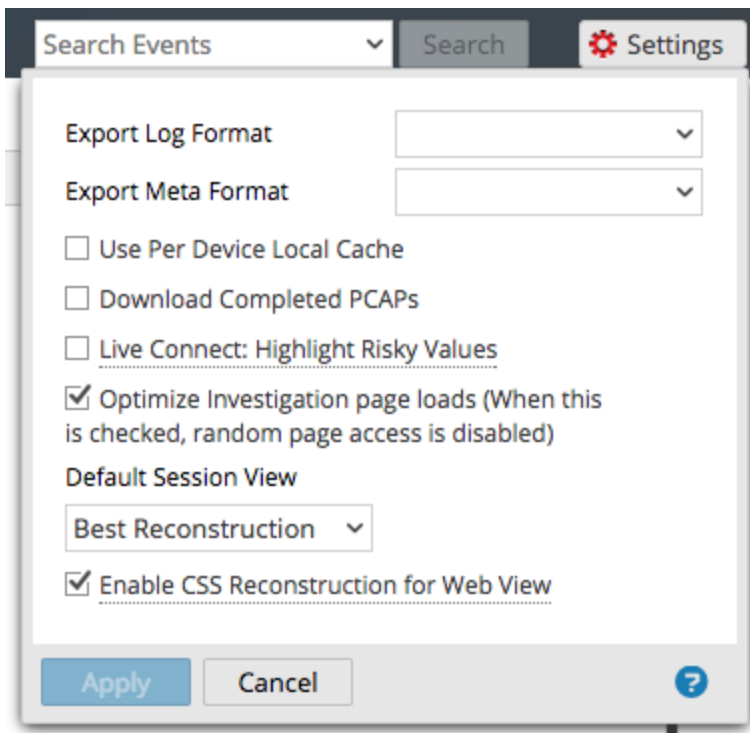 Search Events
Search
Settings
Export Log Format
Export Meta Format
Use Per Device Local Cache
Download Completed PCAPs
Live Connect: Highlight Risky Values
Optimize Investigation page loads (When this
is checked, random page access is disabled)
Default Session View
Best Reconstruction
Enable CSS Reconstruction for Web View
Apply
Cancel
?